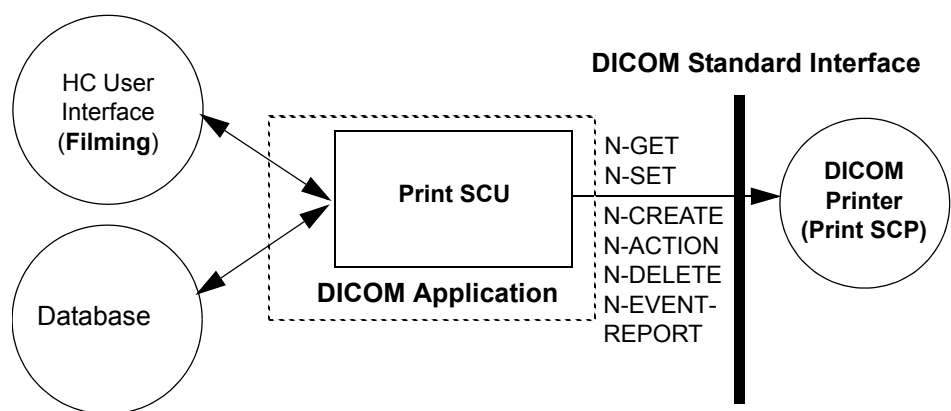 HC User
Interface
(Filming)
Database
Print SCU
DICOM Application
DICOM Standard Interface
N-GET
N-SET
N-CREATE
N-ACTION
N-DELETE
N-EVENT-
REPORT
DICOM
Printer
(Print SCP)